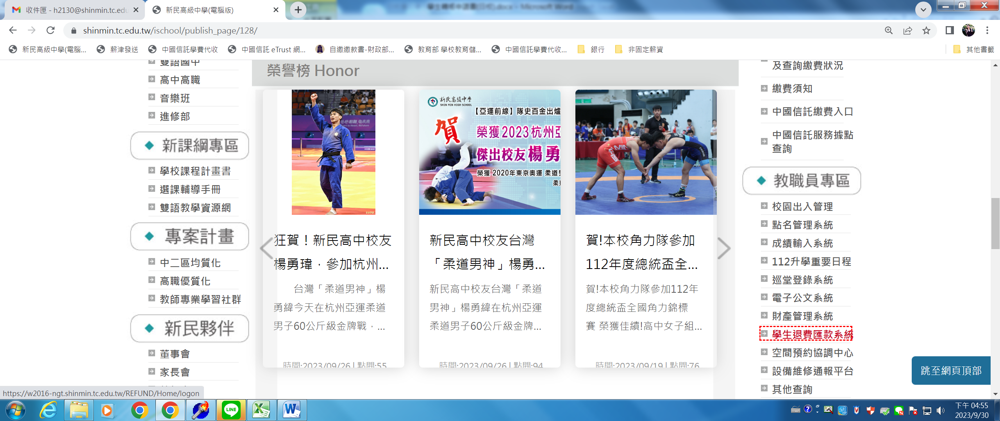 收件匣 - h2130@shinmin.tc.edu
新民高級中學(電腦版)
shinmin.tc.edu.tw/ischool/publish_page/128/
新民高級中學(電腦...
薪津發送
中國信託學費代收
中國信託 eTrust 網...
自繳繳款書-財政部...
教育部 學校教育儲...
中國信託學費代收...
銀行
非固定薪資
其他書籤
雙語國中
高中高職
音樂班
進修部
新課綱專區
學校課程計畫書
選課輔導手冊
雙語教學資源網
專案計畫
中二區均質化
高職優質化
教師專業學習社群
新民夥伴
董事會
家長會
榮譽榜 Honor
狂賀！新民高中校友
楊勇瑋，參加杭州...
台灣「柔道男神」楊
勇緯今天在杭州亞運柔道
男子60公斤級金牌戰，...
時間:2023/09/26 | 點閱:55
新民高級中學
SHIN MIN HIGH SCHOOL
【亞運前線】隊史百金出爐
賀
榮獲2023杭州亞
傑出校友 楊勇
榮獲 2020年東京奧運 柔道男
新民高中校友台灣
「柔道男神」楊勇...
新民高中校友台灣「柔道
男神」楊勇緯在杭州亞運
柔道男子60公斤級金牌...
時間:2023/09/26 | 點閱:94
賀!本校角力隊參加
112年度總統盃全...
賀!本校角力隊參加112年
度總統盃全國角力錦標
賽 榮獲佳績!高中女子組...
時間:2023/09/19 | 點閱:76
及查詢繳費狀況
繳費須知
中國信託繳費入口
中國信託服務據點
查詢
教職員專區
校園出入管理
點名管理系統
成績輸入系統
112升學重要日程
巡堂登錄系統
電子公文系統
財產管理系統
學生退費匯款系統
空間預約協調中心
設備維修通報平台
其他查詢
跳至網頁頂部
https://w2016-ngt.shinmin.tc.edu.tw/REFUND/Home/logon
LINE
下午 04:55
2023/9/30